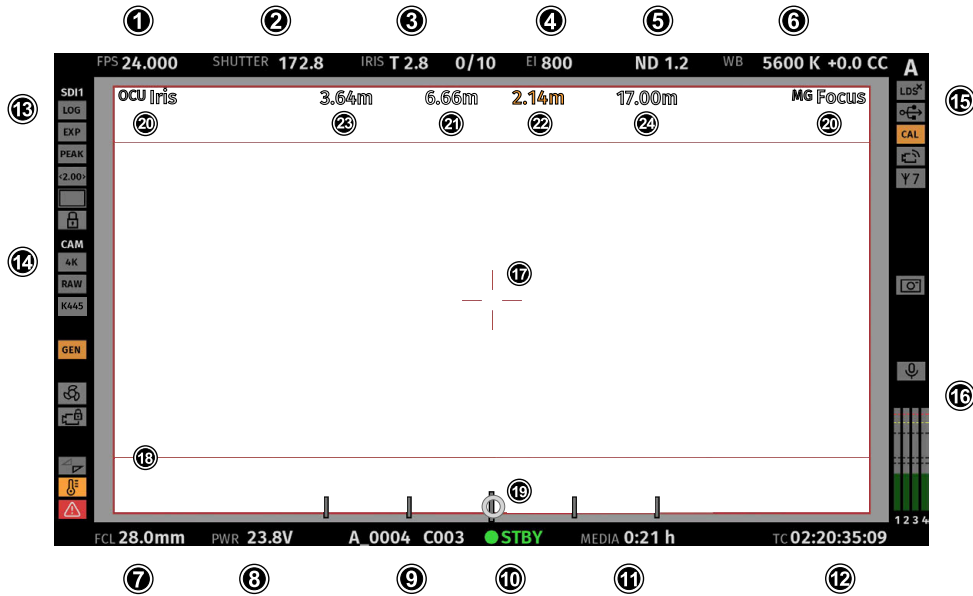 1 2 3 4 5 6
FPS 24.000 SHUTTER 172.8 IRIS T 2.8 0/10 EI 800 ND 1.2 WB 5600 K +0.0 CC A
13 SDI1 OCU Iris 3.64m 6.66m 2.14m 17.00m MG Focus LDSX 15
LOG
20 23 21 22 24 20
EXP CAL
PEAK
<2.00> 7
CAM
14 4K 17
RAW
K445
GEN
16
18
19
1 2 3 4
FCL 28.0mm PWR 23.8V A_0004 C003 STBY MEDIA 0:21 h TC 02:20:35:09
7 8 9 10 11 12